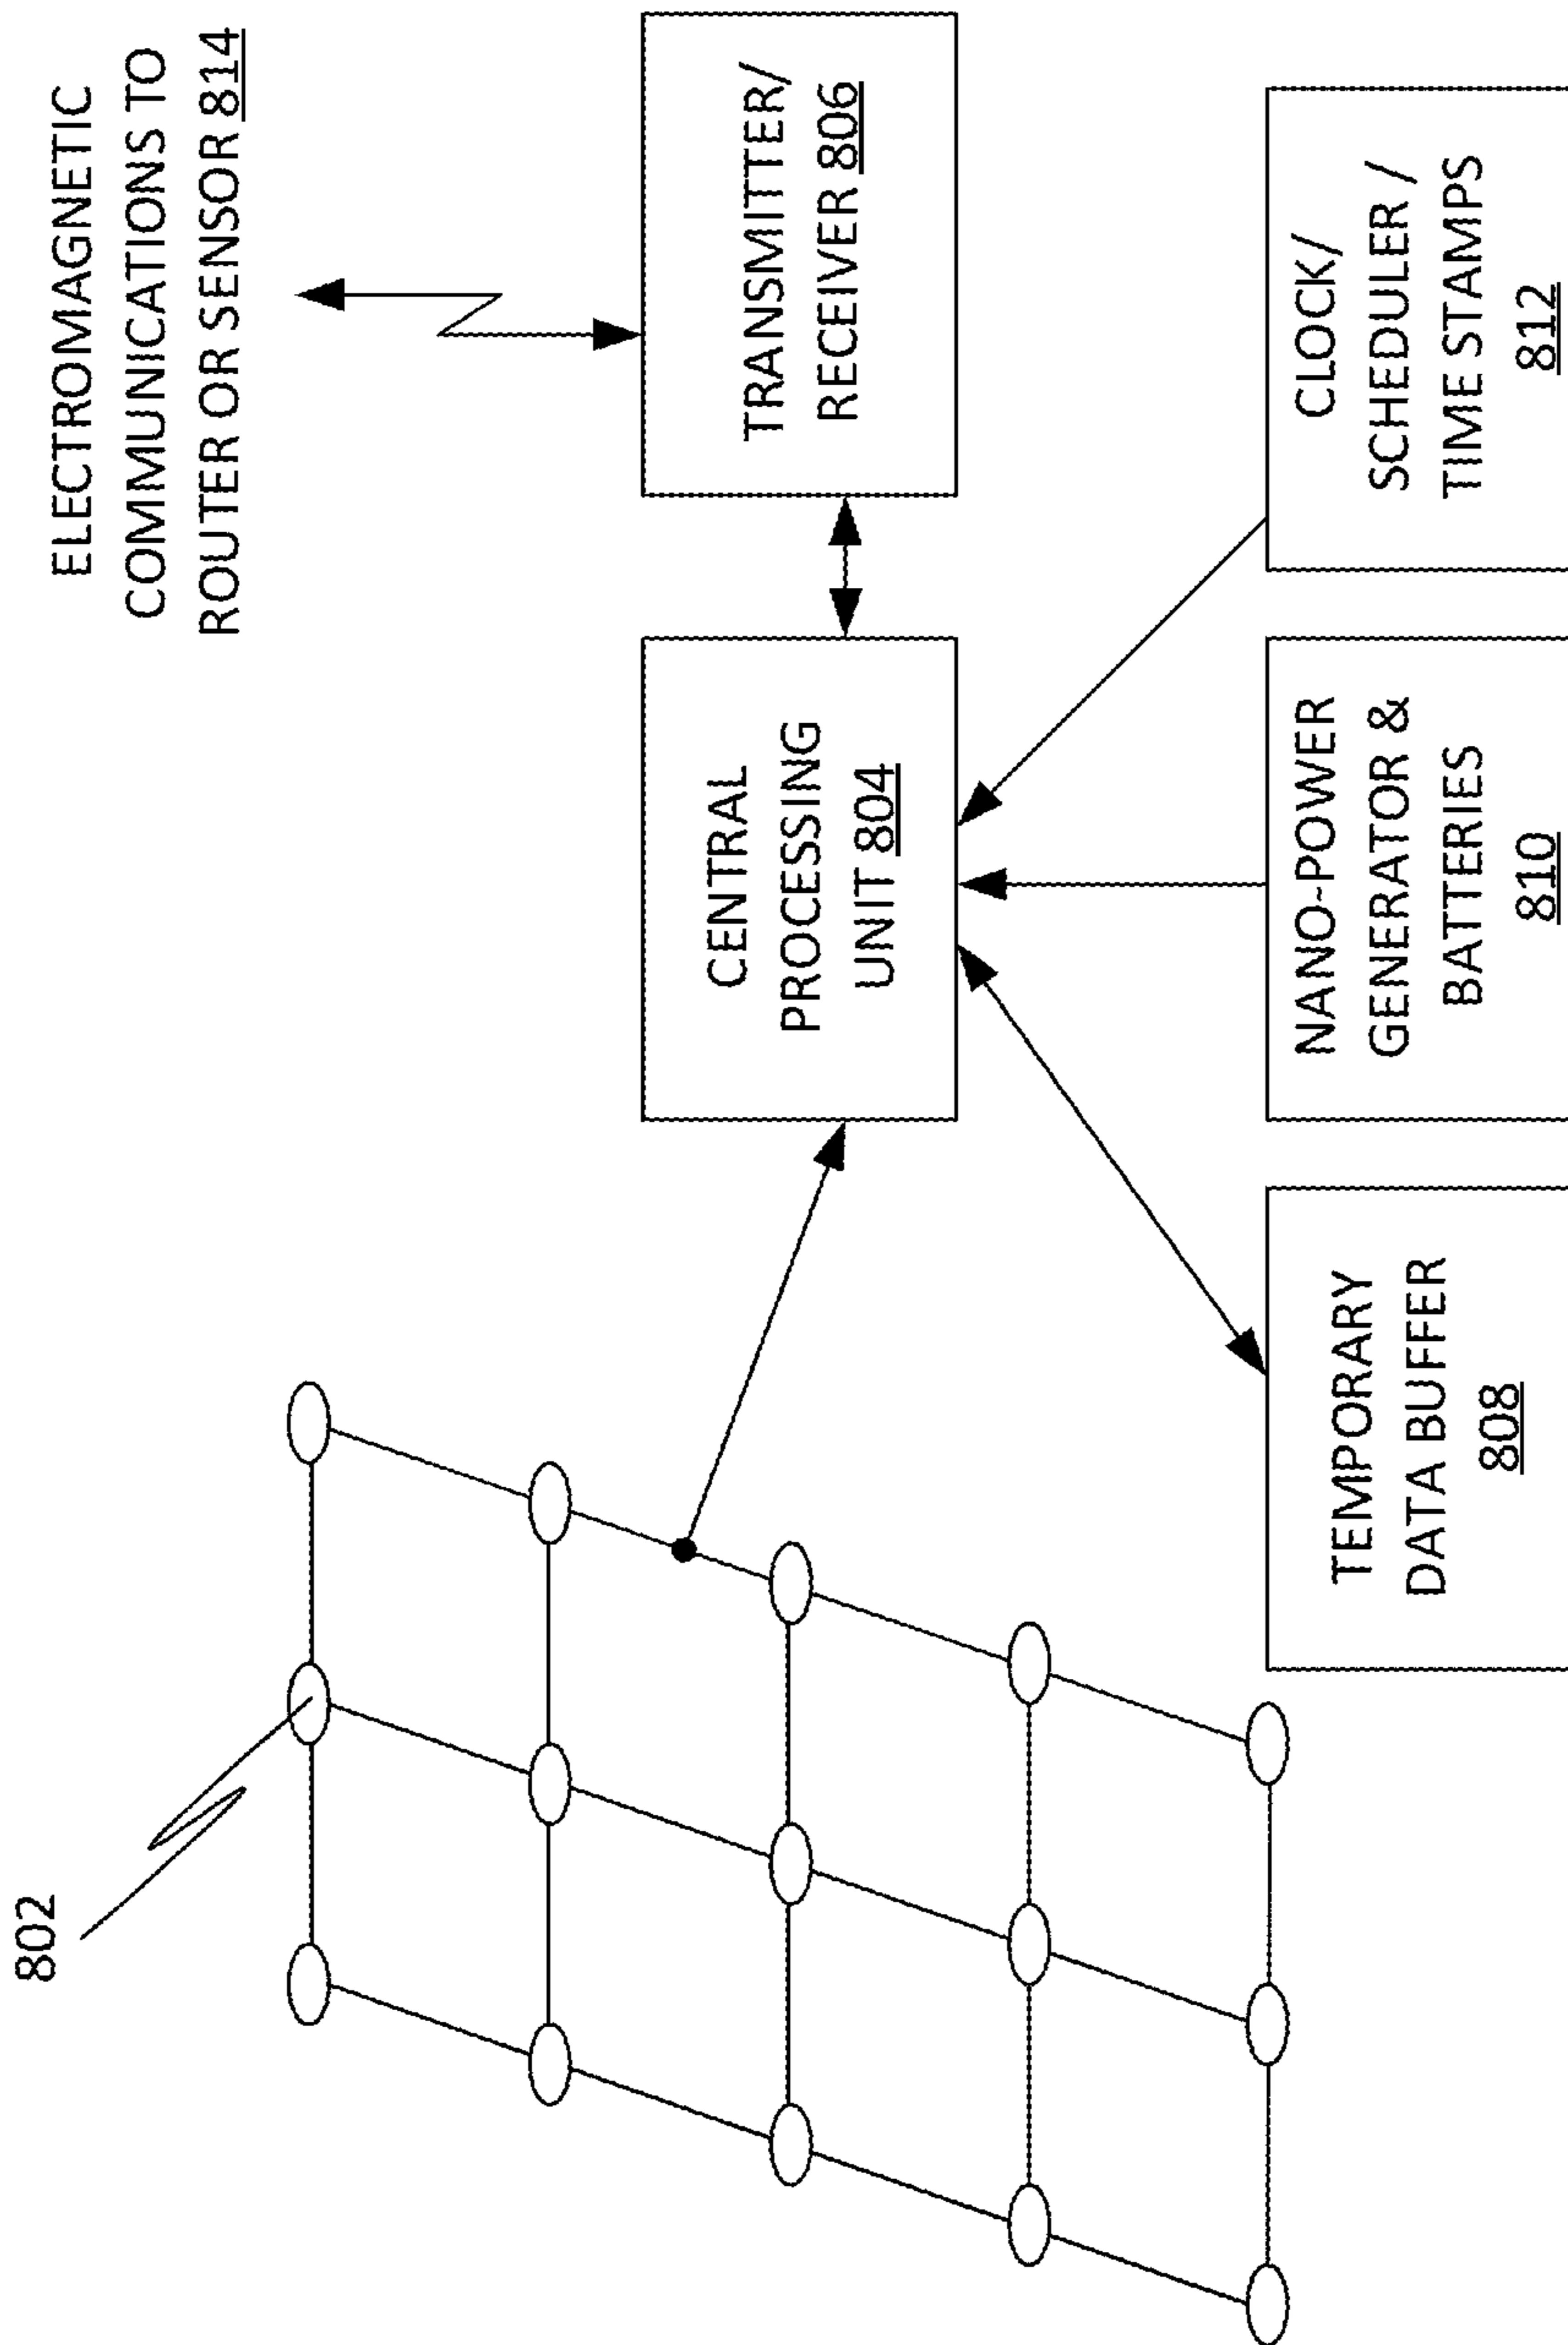 802
ELECTROMAGNETIC
COMMUNICATIONS TO
ROUTER OR SENSOR 814
CENTRAL
PROCESSING
UNIT 804
TRANSMITTER/
RECEIVER 806
TEMPORARY
DATA BUFFER
808
NANO-POWER
GENERATOR &
BATTERIES
810
CLOCK/
SCHEDULER /
TIME STAMPS
812